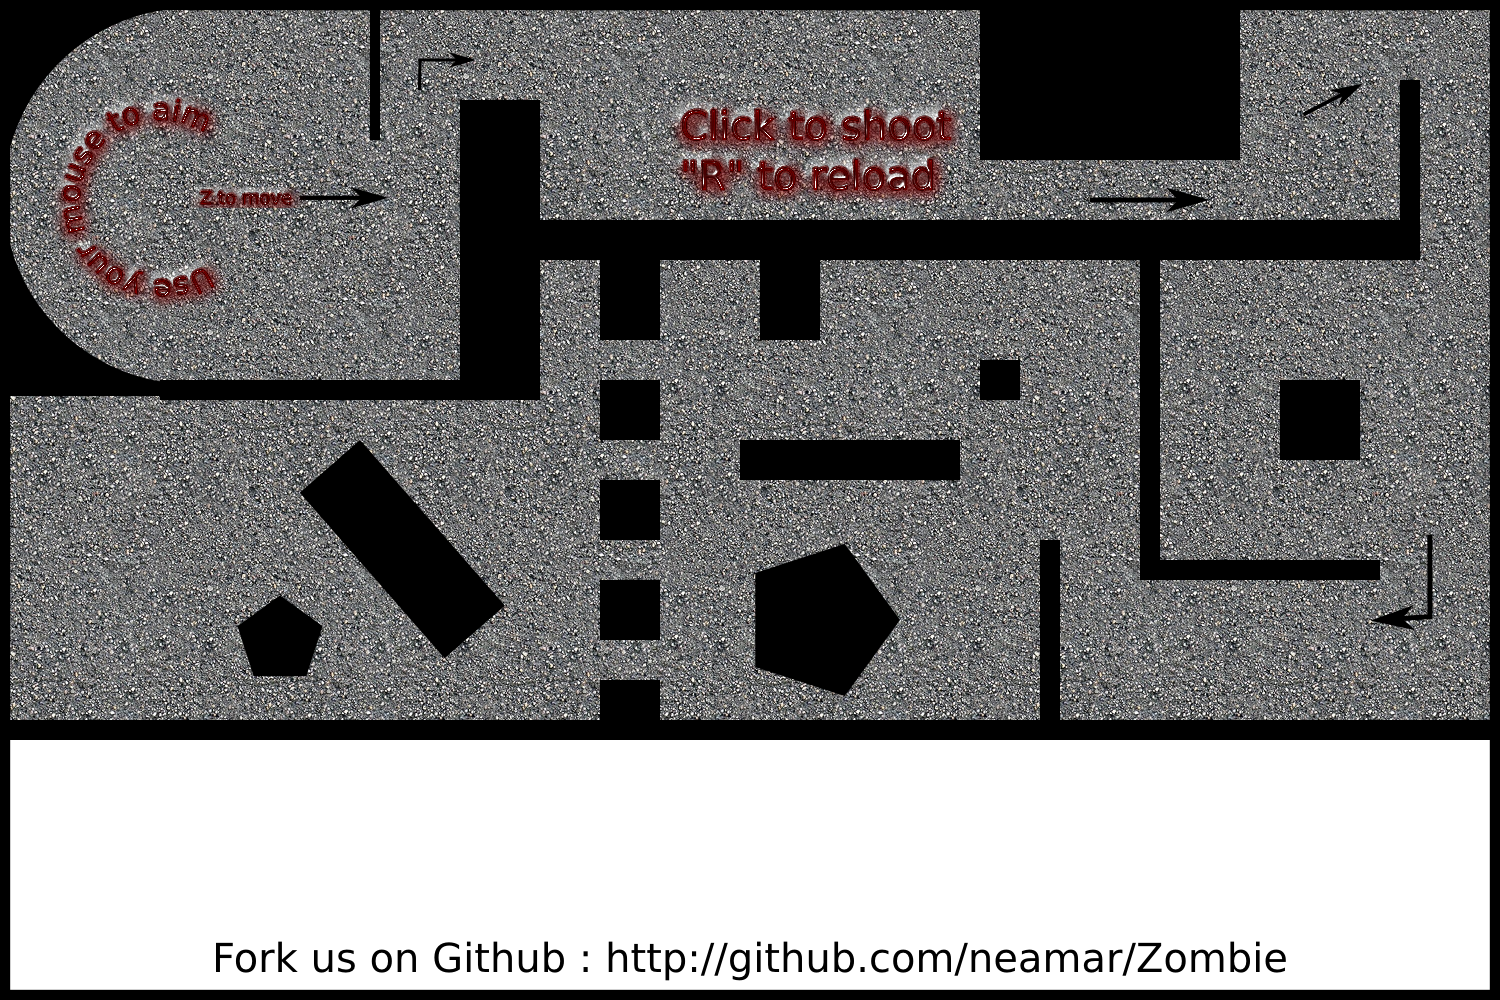 Use your mouse to aim
Z to move
Click to shoot
"R" to reload
Fork us on Github : http://github.com/neamar/Zombie